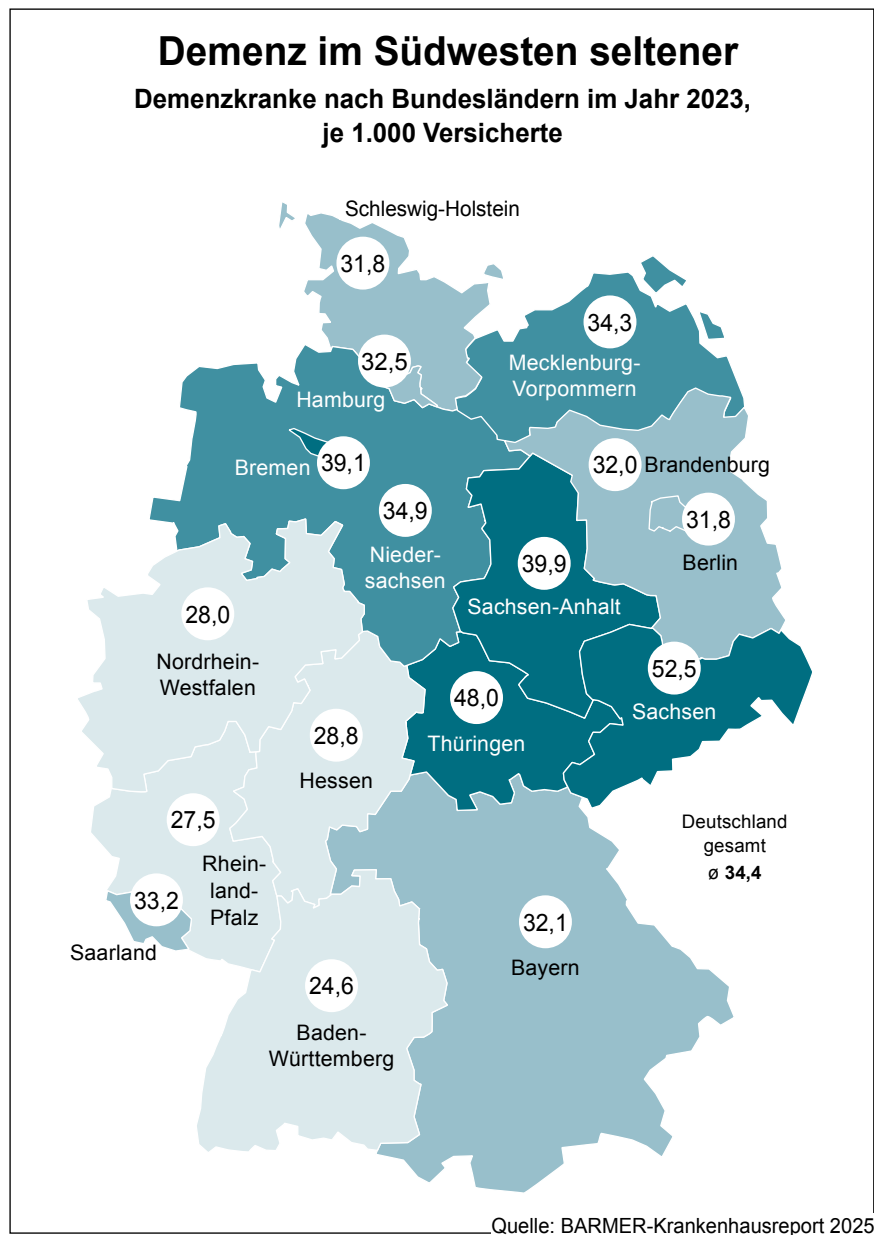 Demenz im Südwesten seltener
Demenzkranke nach Bundesländern im Jahr 2023,
je 1.000 Versicherte
Schleswig-Holstein
31,8
34,3
Mecklenburg-
Vorpommern
32,5
Hamburg
39,1
Bremen
32,0
Brandenburg
34,9
Nieder-
sachsen
31,8
Berlin
39,9
Sachsen-Anhalt
28,0
Nordrhein-
Westfalen
52,5
Sachsen
48,0
Thüringen
28,8
Hessen
27,5
Rhein-
land-
Pfalz
Deutschland
gesamt
ø 34,4
33,2
Saarland
32,1
Bayern
24,6
Baden-
Württemberg
Quelle: BARMER-Krankenhausreport 2025